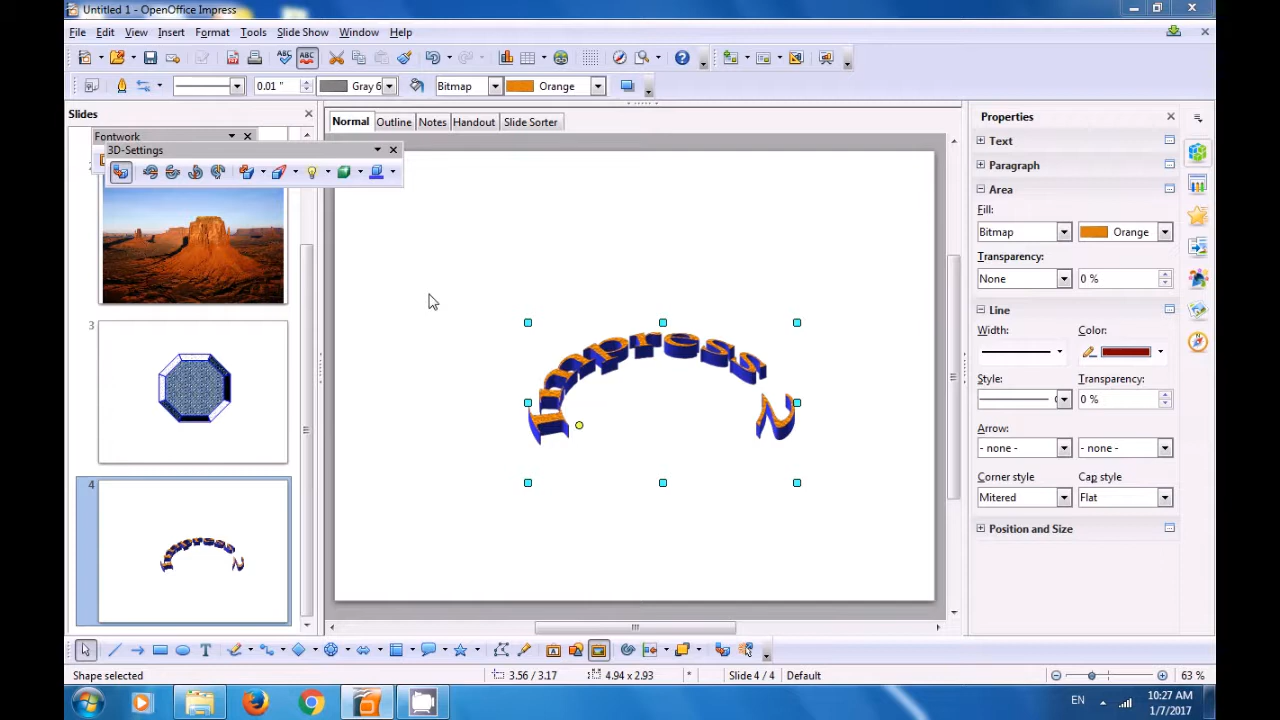 Untitled 1 - OpenOffice Impress
File Edit View Insert Format Tools Slide Show Window Help
0.01 " Gray 6 Bitmap Orange
Slides
Fontwork
3D-Settings
Normal Outline Notes Handout Slide Sorter
Impress 2
3
4
Impress 2
Properties
Text
Paragraph
Area
Fill:
Bitmap Orange
Transparency:
None 0 %
Line
Width: Color:
Style: Transparency:
0 %
Arrow:
- none - - none -
Corner style Cap style
Mitered Flat
Position and Size
Shape selected 3.56 / 3.17 4.94 x 2.93 * Slide 4 / 4 Default 63 %
EN 10:27 AM
1/7/2017